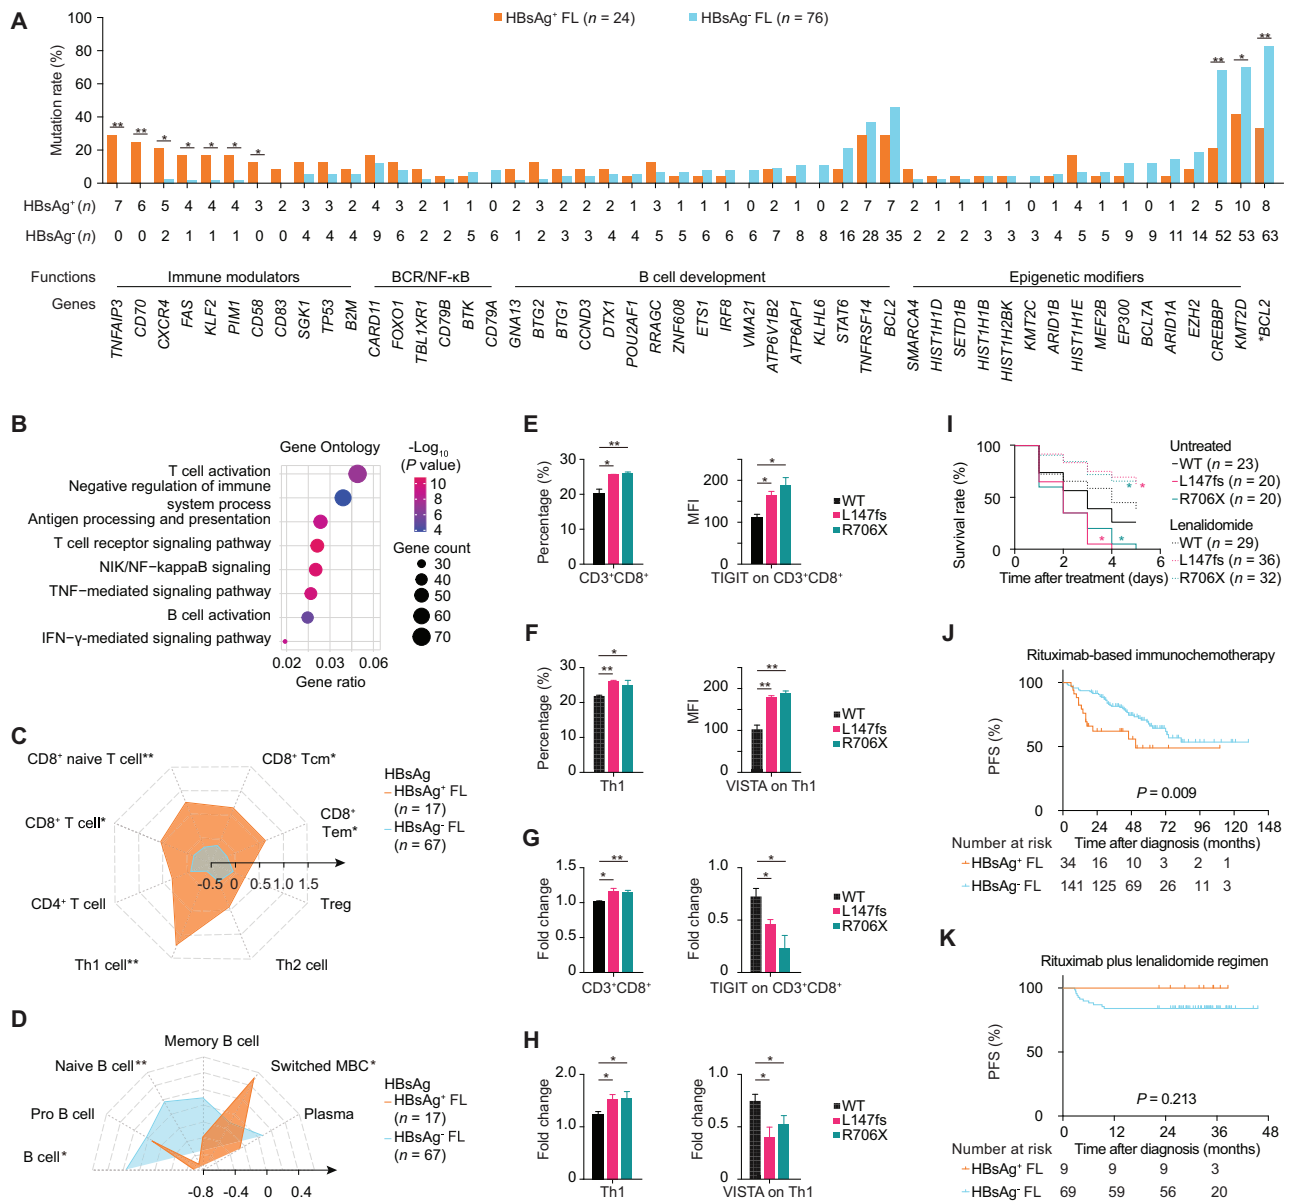 A
HBsAg⁺ FL (n = 24)
HBsAg⁻ FL (n = 76)
Mutation rate (%)
100
80
60
40
20
0
** ** * * * * * ** * **
HBsAg⁺ (n) 7 6 5 4 4 4 3 2 3 3 2 4 3 2 1 1 0 2 3 2 2 1 3 1 1 1 0 2 1 0 2 7 7 2 1 1 1 1 0 1 4 1 1 0 1 2 5 10 8
HBsAg⁻ (n) 0 0 2 1 1 1 0 0 4 4 4 9 6 2 2 5 6 1 2 3 3 4 4 5 5 6 6 6 7 8 8 16 28 35 2 2 2 3 3 3 4 5 5 9 9 11 14 52 53 63
Functions Immune modulators BCR/NF-κB B cell development Epigenetic modifiers
Genes TNFAIP3 CD70 CXCR4 FAS KLF2 PIM1 CD58 CD83 SGK1 TP53 B2M CARD11 FOXO1 TBL1XR1 CD79B BTK CD79A GNA13 BTG2 BTG1 CCND3 DTX1 POU2AF1 RRAGC ZNF608 ETS1 IRF8 VMA21 ATP6V1B2 ATP6AP1 KLHL6 STAT6 TNFRSF14 BCL2 SMARCA4 HIST1H1D SETD1B HIST1H1B HIST1H2BK KMT2C ARID1B HIST1H1E MEF2B EP300 BCL7A ARID1A EZH2 CREBBP KMT2D *BCL2
B
Gene Ontology
T cell activation
Negative regulation of immune
system process
Antigen processing and presentation
T cell receptor signaling pathway
NIK/NF−kappaB signaling
TNF−mediated signaling pathway
B cell activation
IFN−γ-mediated signaling pathway
0.02 0.03 0.06
Gene ratio
-Log₁₀
(P value)
10
8
6
4
Gene count
30
40
50
60
70
C
CD8⁺ naive T cell**
CD8⁺ Tcm*
CD8⁺ T cell*
CD8⁺
Tem*
-0.5 0 0.5 1.0 1.5
CD4⁺ T cell
Treg
Th1 cell**
Th2 cell
HBsAg
HBsAg⁺ FL
(n = 17)
HBsAg⁻ FL
(n = 67)
D
Memory B cell
Naive B cell**
Switched MBC*
Pro B cell
Plasma
B cell*
-0.8 -0.4 0 0.4
HBsAg
HBsAg⁺ FL
(n = 17)
HBsAg⁻ FL
(n = 67)
E
Percentage (%)
30
20
10
0
**
*
CD3⁺CD8⁺
MFI
200
100
0
*
*
TIGIT on CD3⁺CD8⁺
WT
L147fs
R706X
F
Percentage (%)
30
20
10
0
*
**
Th1
MFI
200
100
0
**
**
VISTA on Th1
WT
L147fs
R706X
G
Fold change
1.5
1.0
0.5
0
**
*
CD3⁺CD8⁺
Fold change
1.0
0.5
0
*
*
TIGIT on CD3⁺CD8⁺
WT
L147fs
R706X
H
Fold change
2.0
1.0
0
*
*
Th1
Fold change
1.0
0.5
0
*
*
VISTA on Th1
WT
L147fs
R706X
I
Survival rate (%)
100
50
0
* *
* *
0 2 4 6
Time after treatment (days)
Untreated
WT (n = 23)
L147fs (n = 20)
R706X (n = 20)
Lenalidomide
WT (n = 29)
L147fs (n = 36)
R706X (n = 32)
J
Rituximab-based immunochemotherapy
PFS (%)
100
50
0
P = 0.009
0 24 48 72 96 120 148
Number at risk Time after diagnosis (months)
HBsAg⁺ FL 34 16 10 3 2 1
HBsAg⁻ FL 141 125 69 26 11 3
K
Rituximab plus lenalidomide regimen
PFS (%)
100
50
0
P = 0.213
0 12 24 36 48
Number at risk Time after diagnosis (months)
HBsAg⁺ FL 9 9 9 3
HBsAg⁻ FL 69 59 56 20